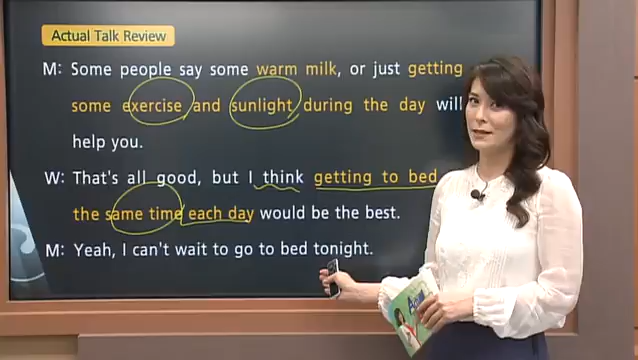 Actual Talk Review
M: Some people say some warm milk, or just getting
some exercise and sunlight during the day will
help you.
W: That's all good, but I think getting to bed
the same time each day would be the best.
M: Yeah, I can't wait to go to bed tonight.